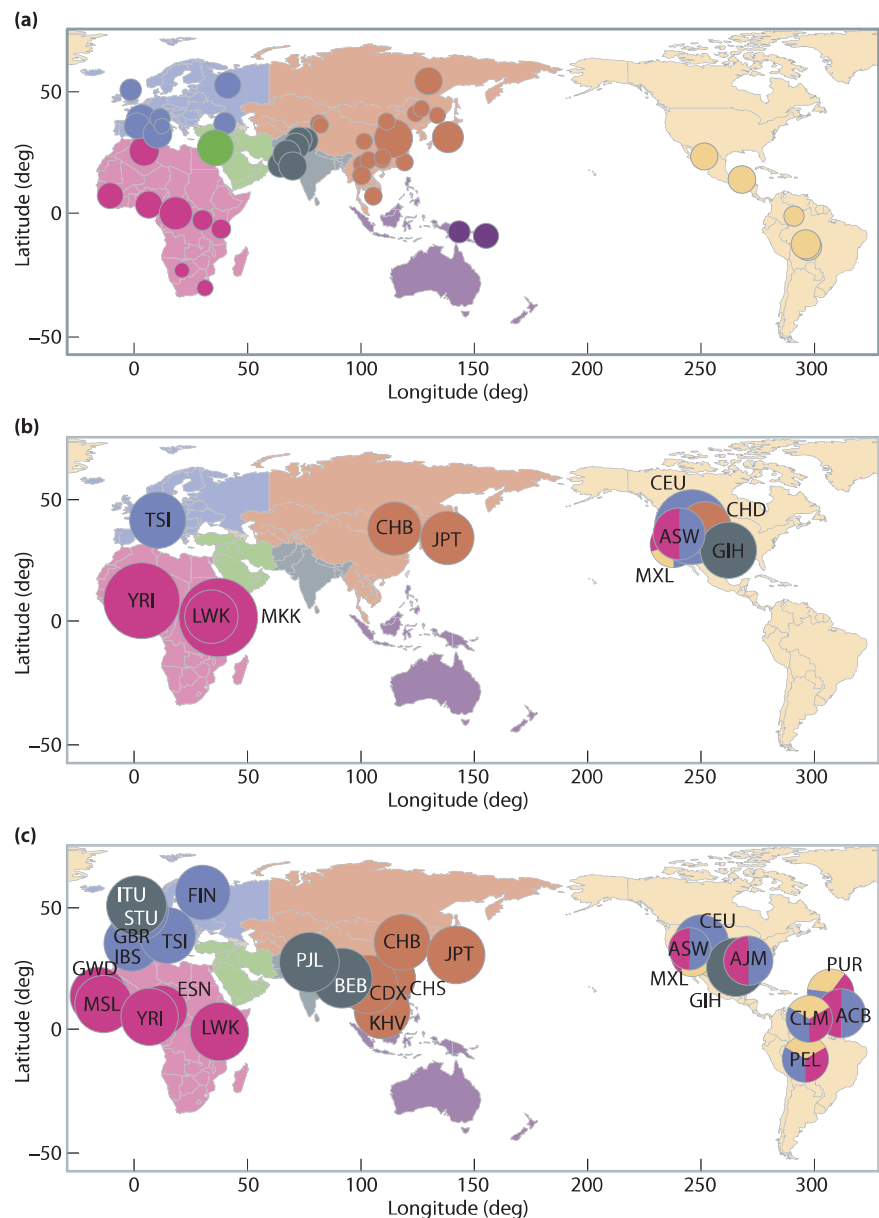 (a)
50
0
−50
Latitude (deg)
0
50
100
150
200
250
300
Longitude (deg)
(b)
50
0
−50
Latitude (deg)
TSI
YRI
LWK
MKK
CHB
JPT
CEU
CHD
ASW
GIH
MXL
0
50
100
150
200
250
300
Longitude (deg)
(c)
50
0
−50
Latitude (deg)
ITU
STU
FIN
GBR
TSI
JBS
GWD
MSL
ESN
YRI
LWK
PJL
BEB
CHB
JPT
CDX
CHS
KHV
CEU
ASW
AJM
MXL
GIH
PUR
CLM
ACB
PEL
0
50
100
150
200
250
300
Longitude (deg)